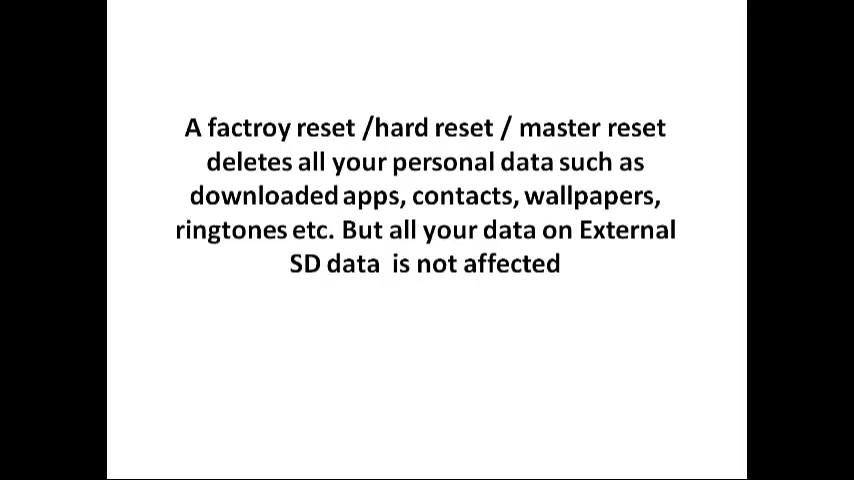 A factroy reset /hard reset / master reset
deletes all your personal data such as
downloaded apps, contacts, wallpapers,
ringtones etc. But all your data on External
SD data  is not affected